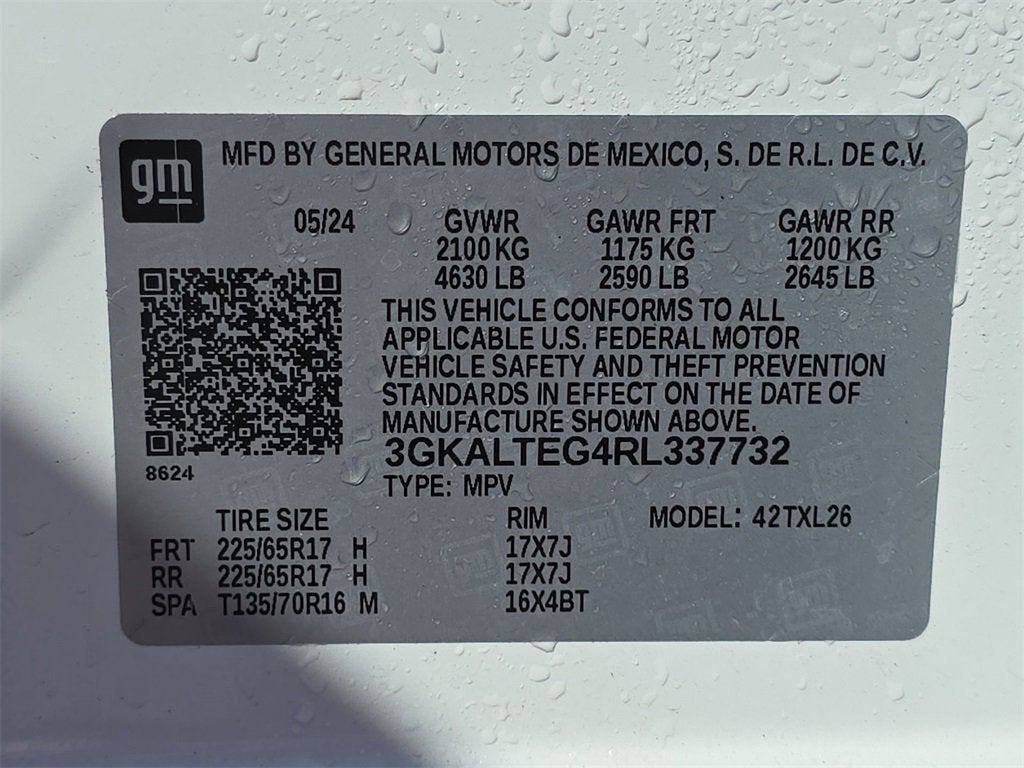 gm
MFD BY GENERAL MOTORS DE MEXICO, S. DE R.L. DE C.V.
05/24 GVWR GAWR FRT GAWR RR
2100 KG 1175 KG 1200 KG
4630 LB 2590 LB 2645 LB
THIS VEHICLE CONFORMS TO ALL
APPLICABLE U.S. FEDERAL MOTOR
VEHICLE SAFETY AND THEFT PREVENTION
STANDARDS IN EFFECT ON THE DATE OF
MANUFACTURE SHOWN ABOVE.
3GKALTEG4RL337732
8624
TYPE: MPV
TIRE SIZE RIM MODEL: 42TXL26
FRT 225/65R17 H 17X7J
RR 225/65R17 H 17X7J
SPA T135/70R16 M 16X4BT